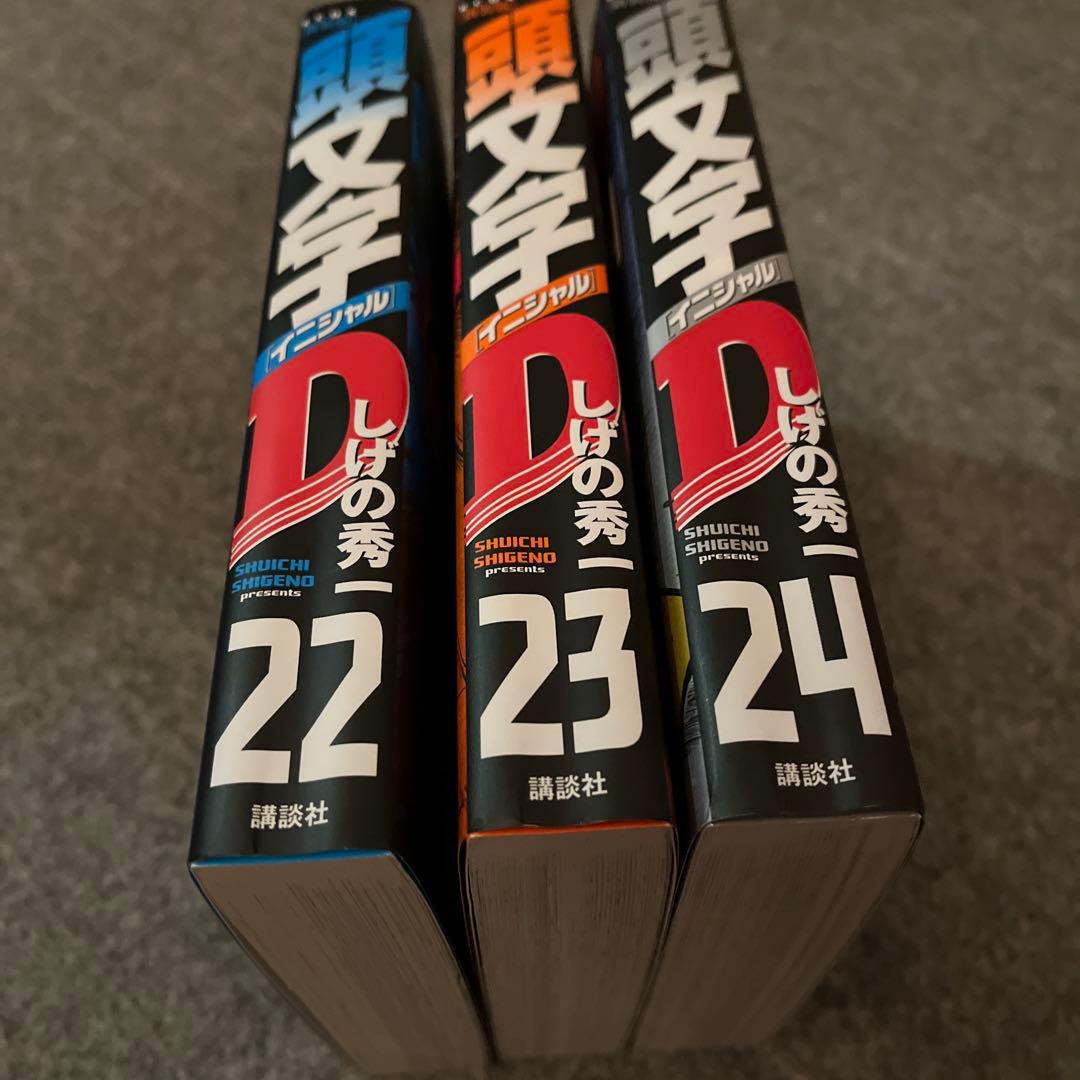 頭文字
[イニシャル]
D
しげの秀一
SHUICHI
SHIGENO
presents
22
講談社
頭文字
[イニシャル]
D
しげの秀一
SHUICHI
SHIGENO
presents
23
講談社
頭文字
[イニシャル]
D
しげの秀一
SHUICHI
SHIGENO
presents
24
講談社